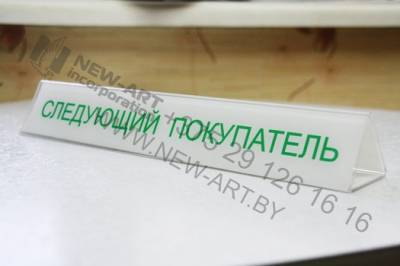 NEW-ART
incorporation
СЛЕДУЮЩИЙ ПОКУПАТЕЛЬ
+375 29 126 16 16
WWW.NEW-ART.BY